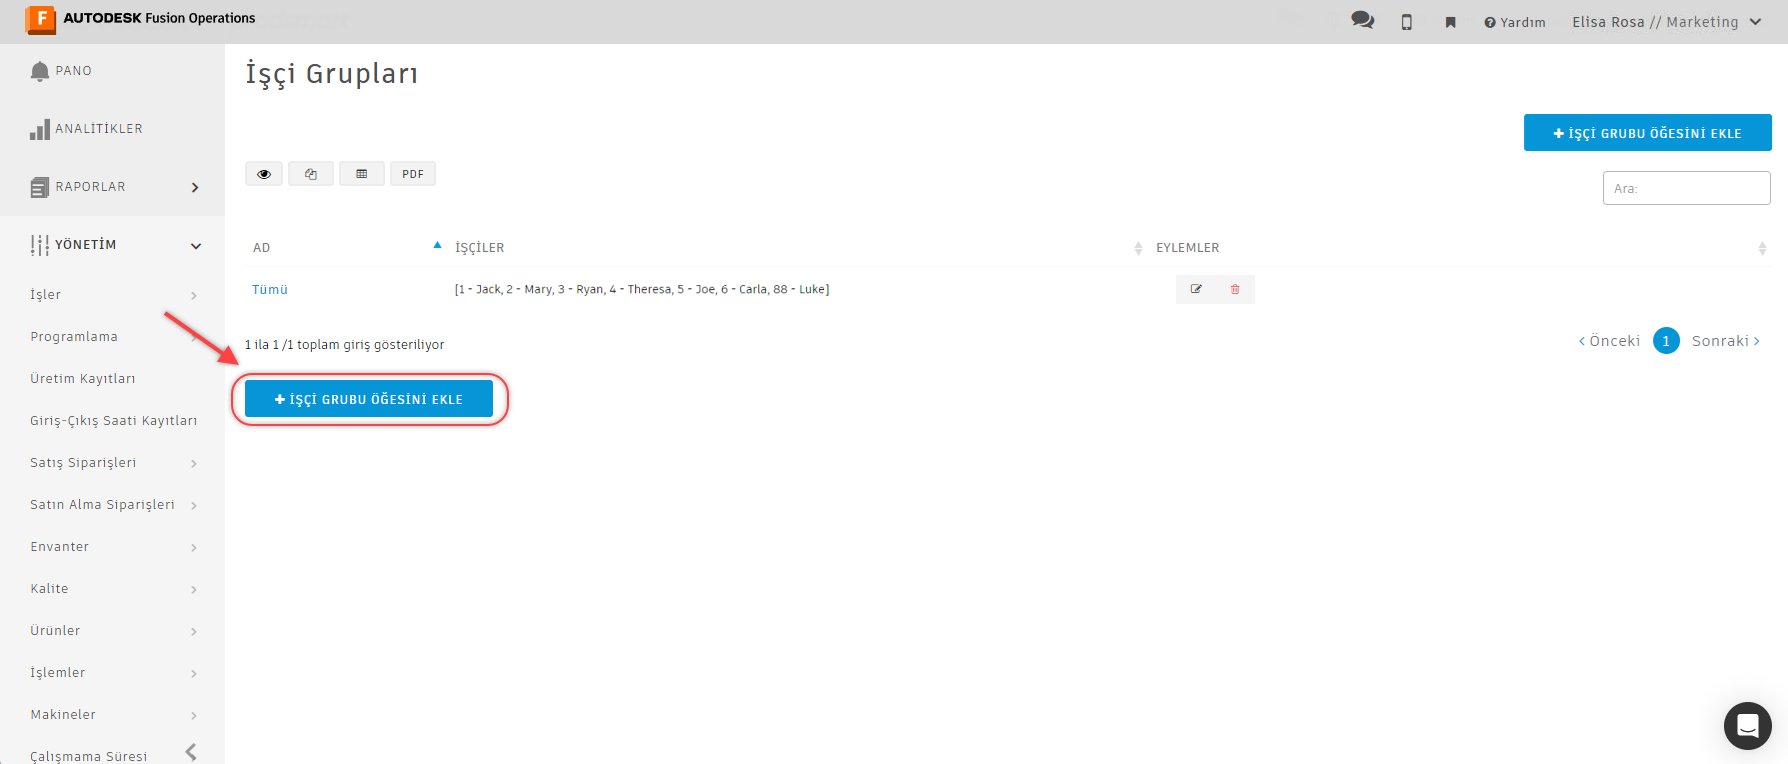 F AUTODESK Fusion Operations
Yardım
Elisa Rosa // Marketing
PANO
ANALİTİKLER
RAPORLAR
YÖNETİM
İşler
Programlama
Üretim Kayıtları
Giriş-Çıkış Saati Kayıtları
Satış Siparişleri
Satın Alma Siparişleri
Envanter
Kalite
Ürünler
İşlemler
Makineler
Çalışmama Süresi
İşçi Grupları
+ İŞÇİ GRUBU ÖĞESİNİ EKLE
PDF
Ara:
AD İŞÇİLER EYLEMLER
Tümü [1 - Jack, 2 - Mary, 3 - Ryan, 4 - Theresa, 5 - Joe, 6 - Carla, 88 - Luke]
1 ila 1 /1 toplam giriş gösteriliyor
< Önceki 1 Sonraki >
+ İŞÇİ GRUBU ÖĞESİNİ EKLE